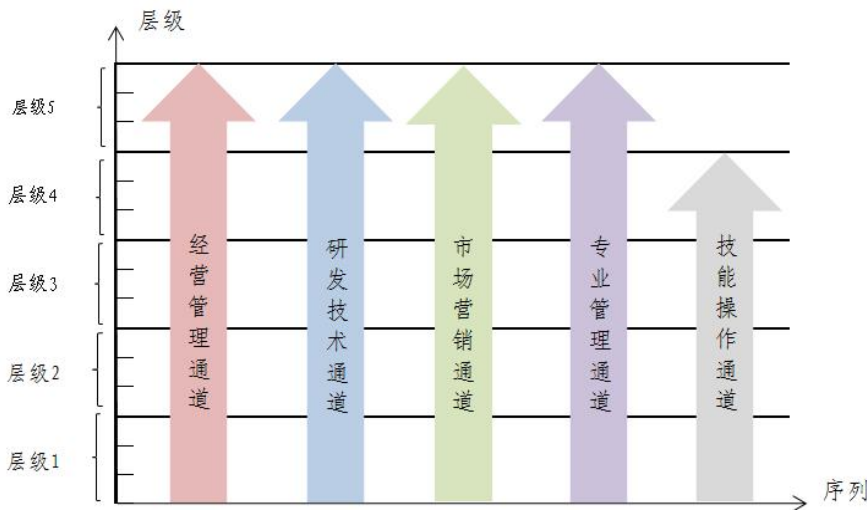 层级
层级5
层级4
层级3
层级2
层级1
经营管理通道
研发技术通道
市场营销通道
专业管理通道
技能操作通道
序列